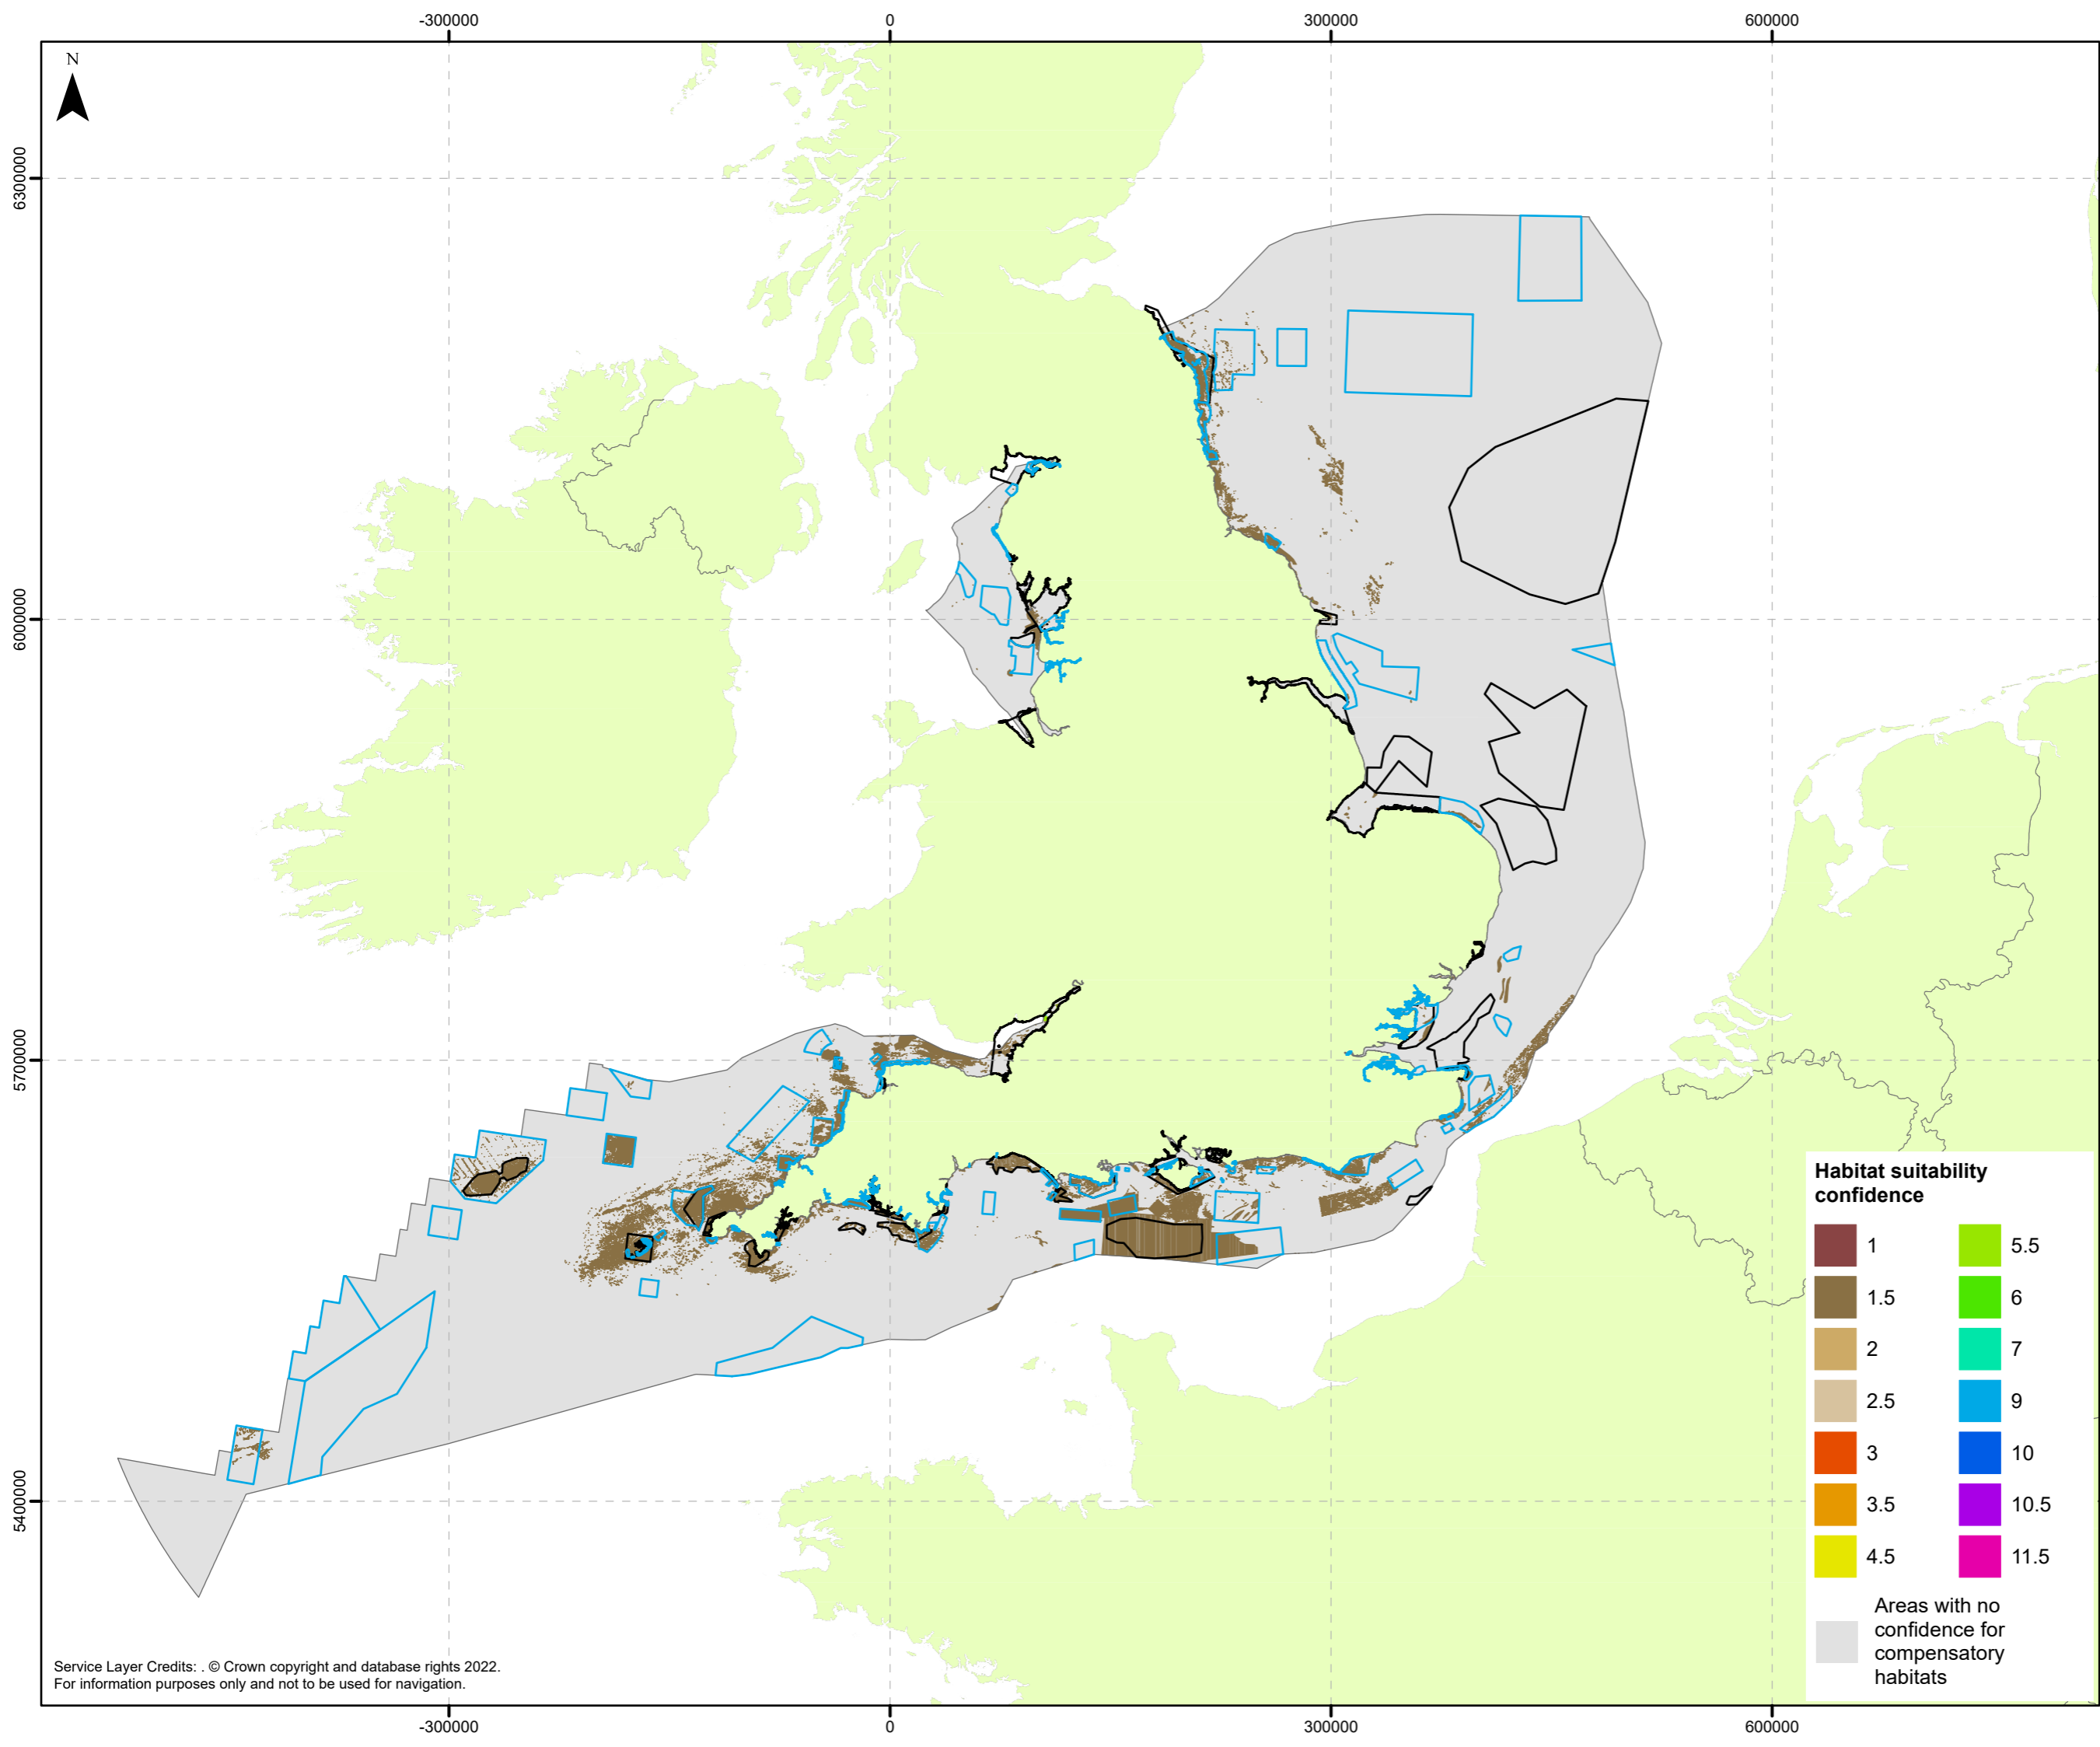 -300000
0
300000
600000
N
6300000
6000000
5700000
5400000
Habitat suitability
confidence
1
5.5
1.5
6
2
7
2.5
9
3
10
3.5
10.5
4.5
11.5
Areas with no
confidence for
compensatory
habitats
Service Layer Credits: . © Crown copyright and database rights 2022.
For information purposes only and not to be used for navigation.
-300000
0
300000
600000